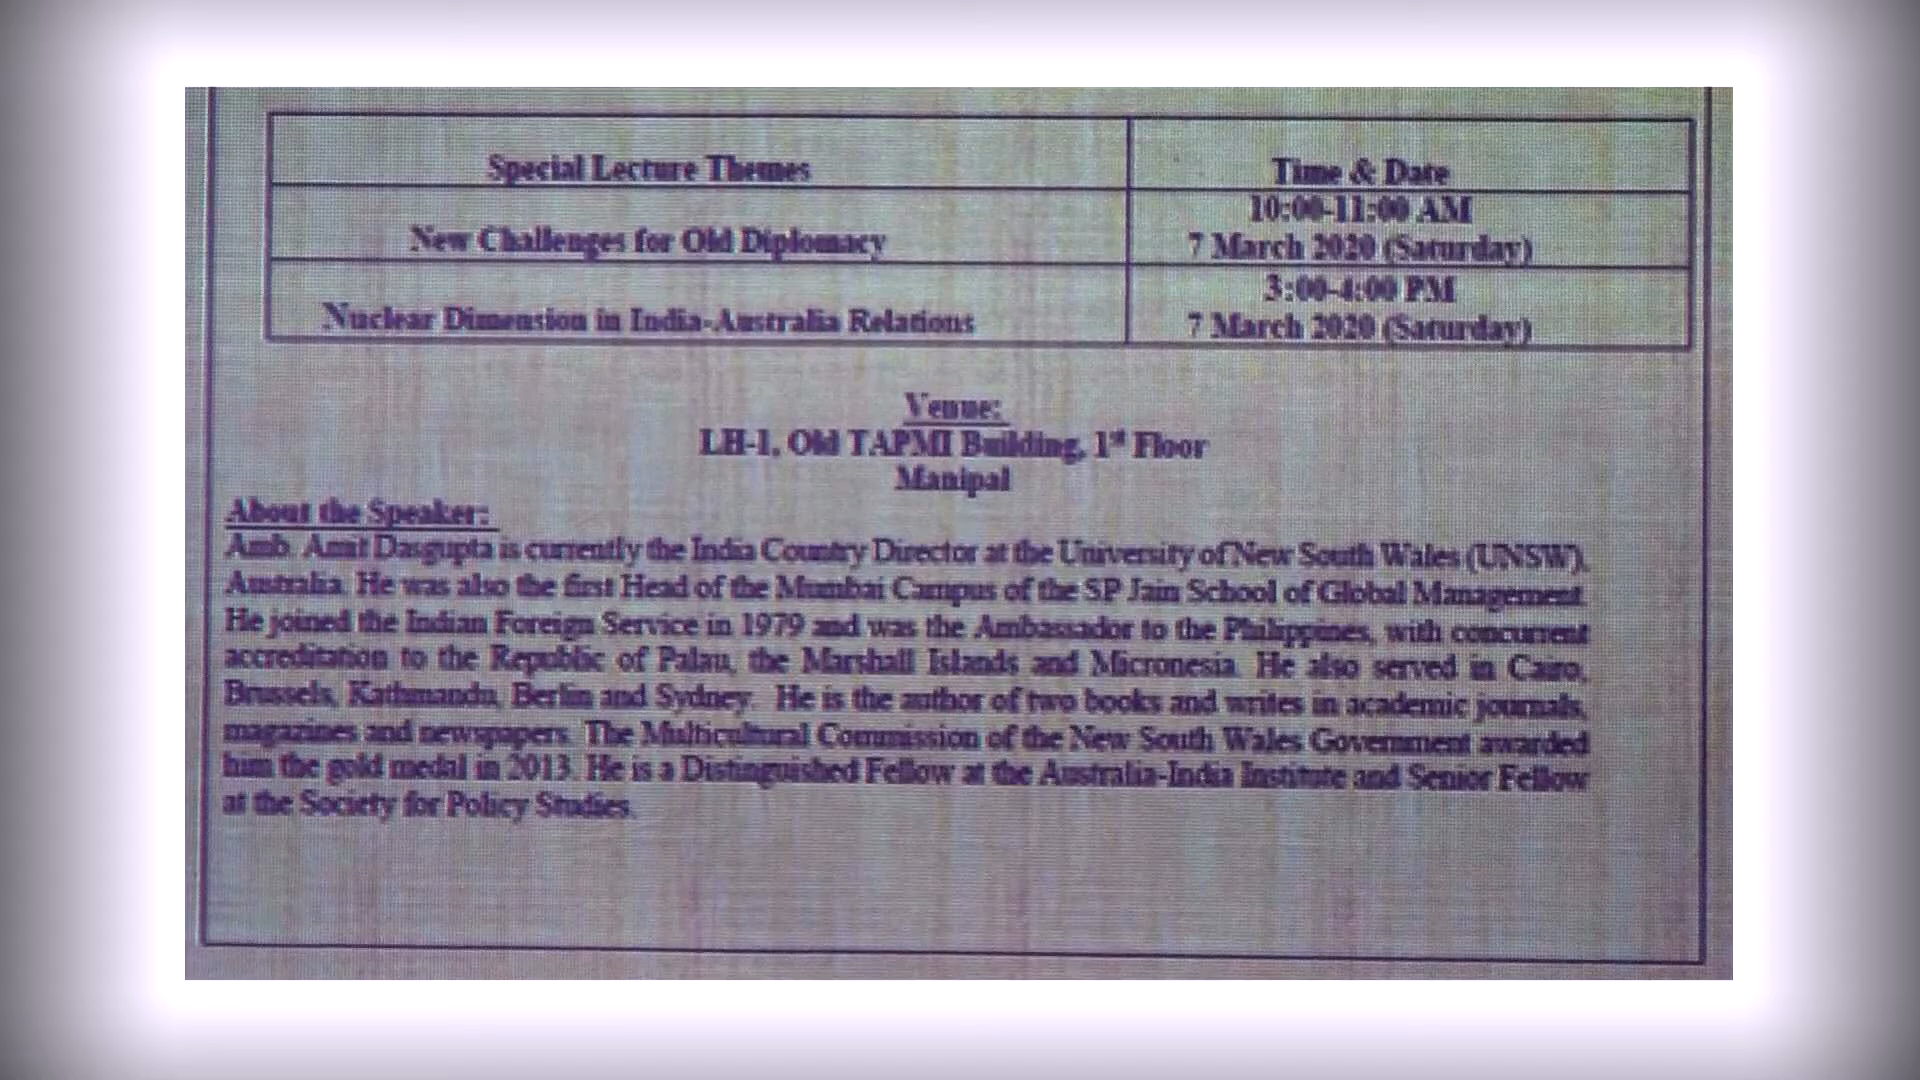 Special Lecture Themes
Time & Date
New Challenges for Old Diplomacy
10:00-11:00 AM
7 March 2020 (Saturday)
Nuclear Dimension in India-Australia Relations
3:00-4:00 PM
7 March 2020 (Saturday)
Venue:
LH-1, Old TAPMI Building, 1st Floor
Manipal
About the Speaker:
Amb. Amit Dasgupta is currently the India Country Director at the University of New South Wales (UNSW),
Australia. He was also the first Head of the Mumbai Campus of the SP Jain School of Global Management.
He joined the Indian Foreign Service in 1979 and was the Ambassador to the Philippines, with concurrent
accreditation to the Republic of Palau, the Marshall Islands and Micronesia. He also served in Cairo,
Brussels, Kathmandu, Berlin and Sydney. He is the author of two books and writes in academic journals,
magazines and newspapers. The Multicultural Commission of the New South Wales Government awarded
him the gold medal in 2013. He is a Distinguished Fellow at the Australia-India Institute and Senior Fellow
at the Society for Policy Studies.